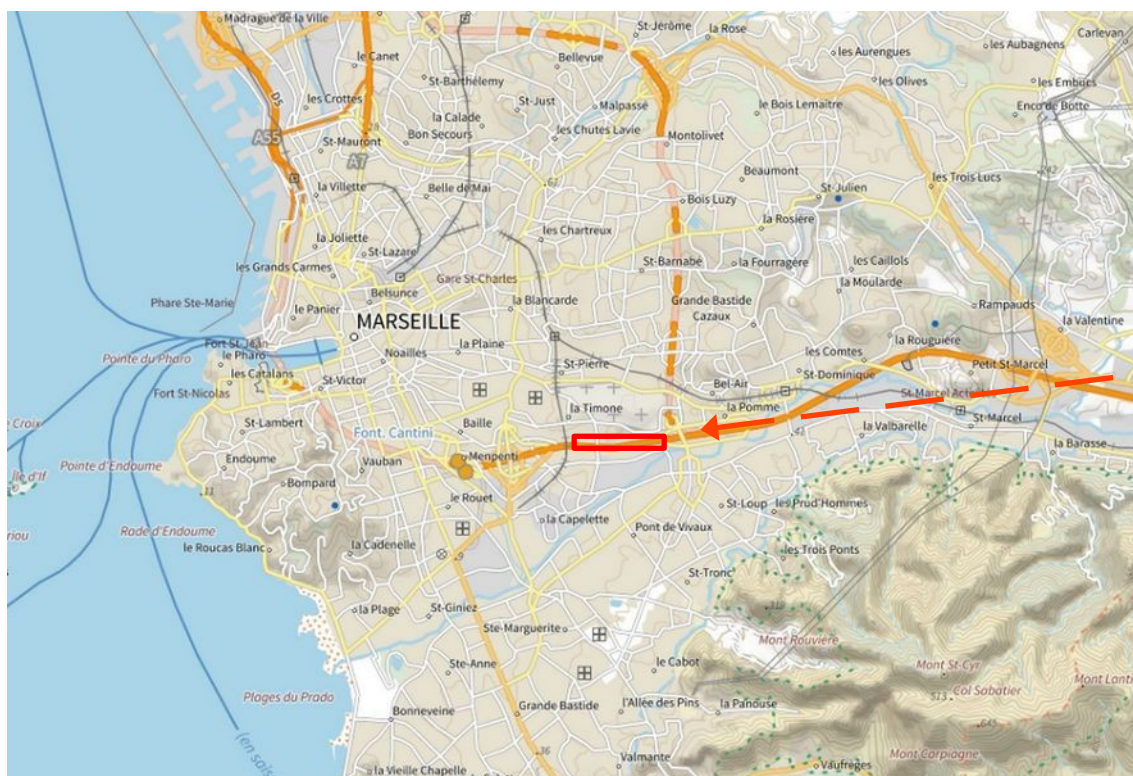 Madrague de la Ville
St-Jérôme
la Rose
les Aurengues
les Aubagnens
Carlevan
le Canet
Bellevue
St-Barthélemy
les Olives
les Embucs
D5
les Crottes
St-Just
Malpassé
le Bois Lemaître
Enco de Botte
la Calade
A55
St-Mauront
Bon Secours
les Chutes Lavie
Montolivet
A7
Beaumont
la Villette
Belle de Mai
St-Julien
les Trois Lucs
Bois Luzy
la Rosière
la Joliette
les Chartreux
St-Lazare
les Grands Carmes
Gare St-Charles
St-Barnabé
la Fourragère
les Caillols
la Moularde
Belsunce
Phare Ste-Marie
le Panier
la Blancarde
Grande Bastide
Cazaux
Rampauds
MARSEILLE
la Valentine
Fort St-Jean
la Rouguière
Pointe du Pharo
le Pharo
Noailles
la Plaine
les Comtes
St-Pierre
Petit St-Marcel
les Catalans
St-Dominique
Fort St-Nicolas
St-Victor
Bel-Air
St-Marcel
la Timone
la Pomme
St-Marcel
St-Lambert
Baille
Font. Cantini
41
la Valbarelle
la Barasse
Endoume
Vauban
Menpenti
Pointe d'Endoume
Bompard
le Rouet
St-Loup
les Prud'Hommes
la Capelette
Rade d'Endoume
Pont de Vivaux
le Roucas Blanc
la Cadenelle
9
les Trois Ponts
St-Tronc
la Plage
St-Giniez
310
Ste-Marguerite
Mont Rouvière
Ste-Anne
le Cabot
Mont St-Cyr
Plages du Prado
513
Col Sabatier
l'Allée des Pins
la Panouse
Bonneveine
Grande Bastide
645
36
Valmante
Mont Carpiagne
la Vieille Chapelle
Vaufrèges